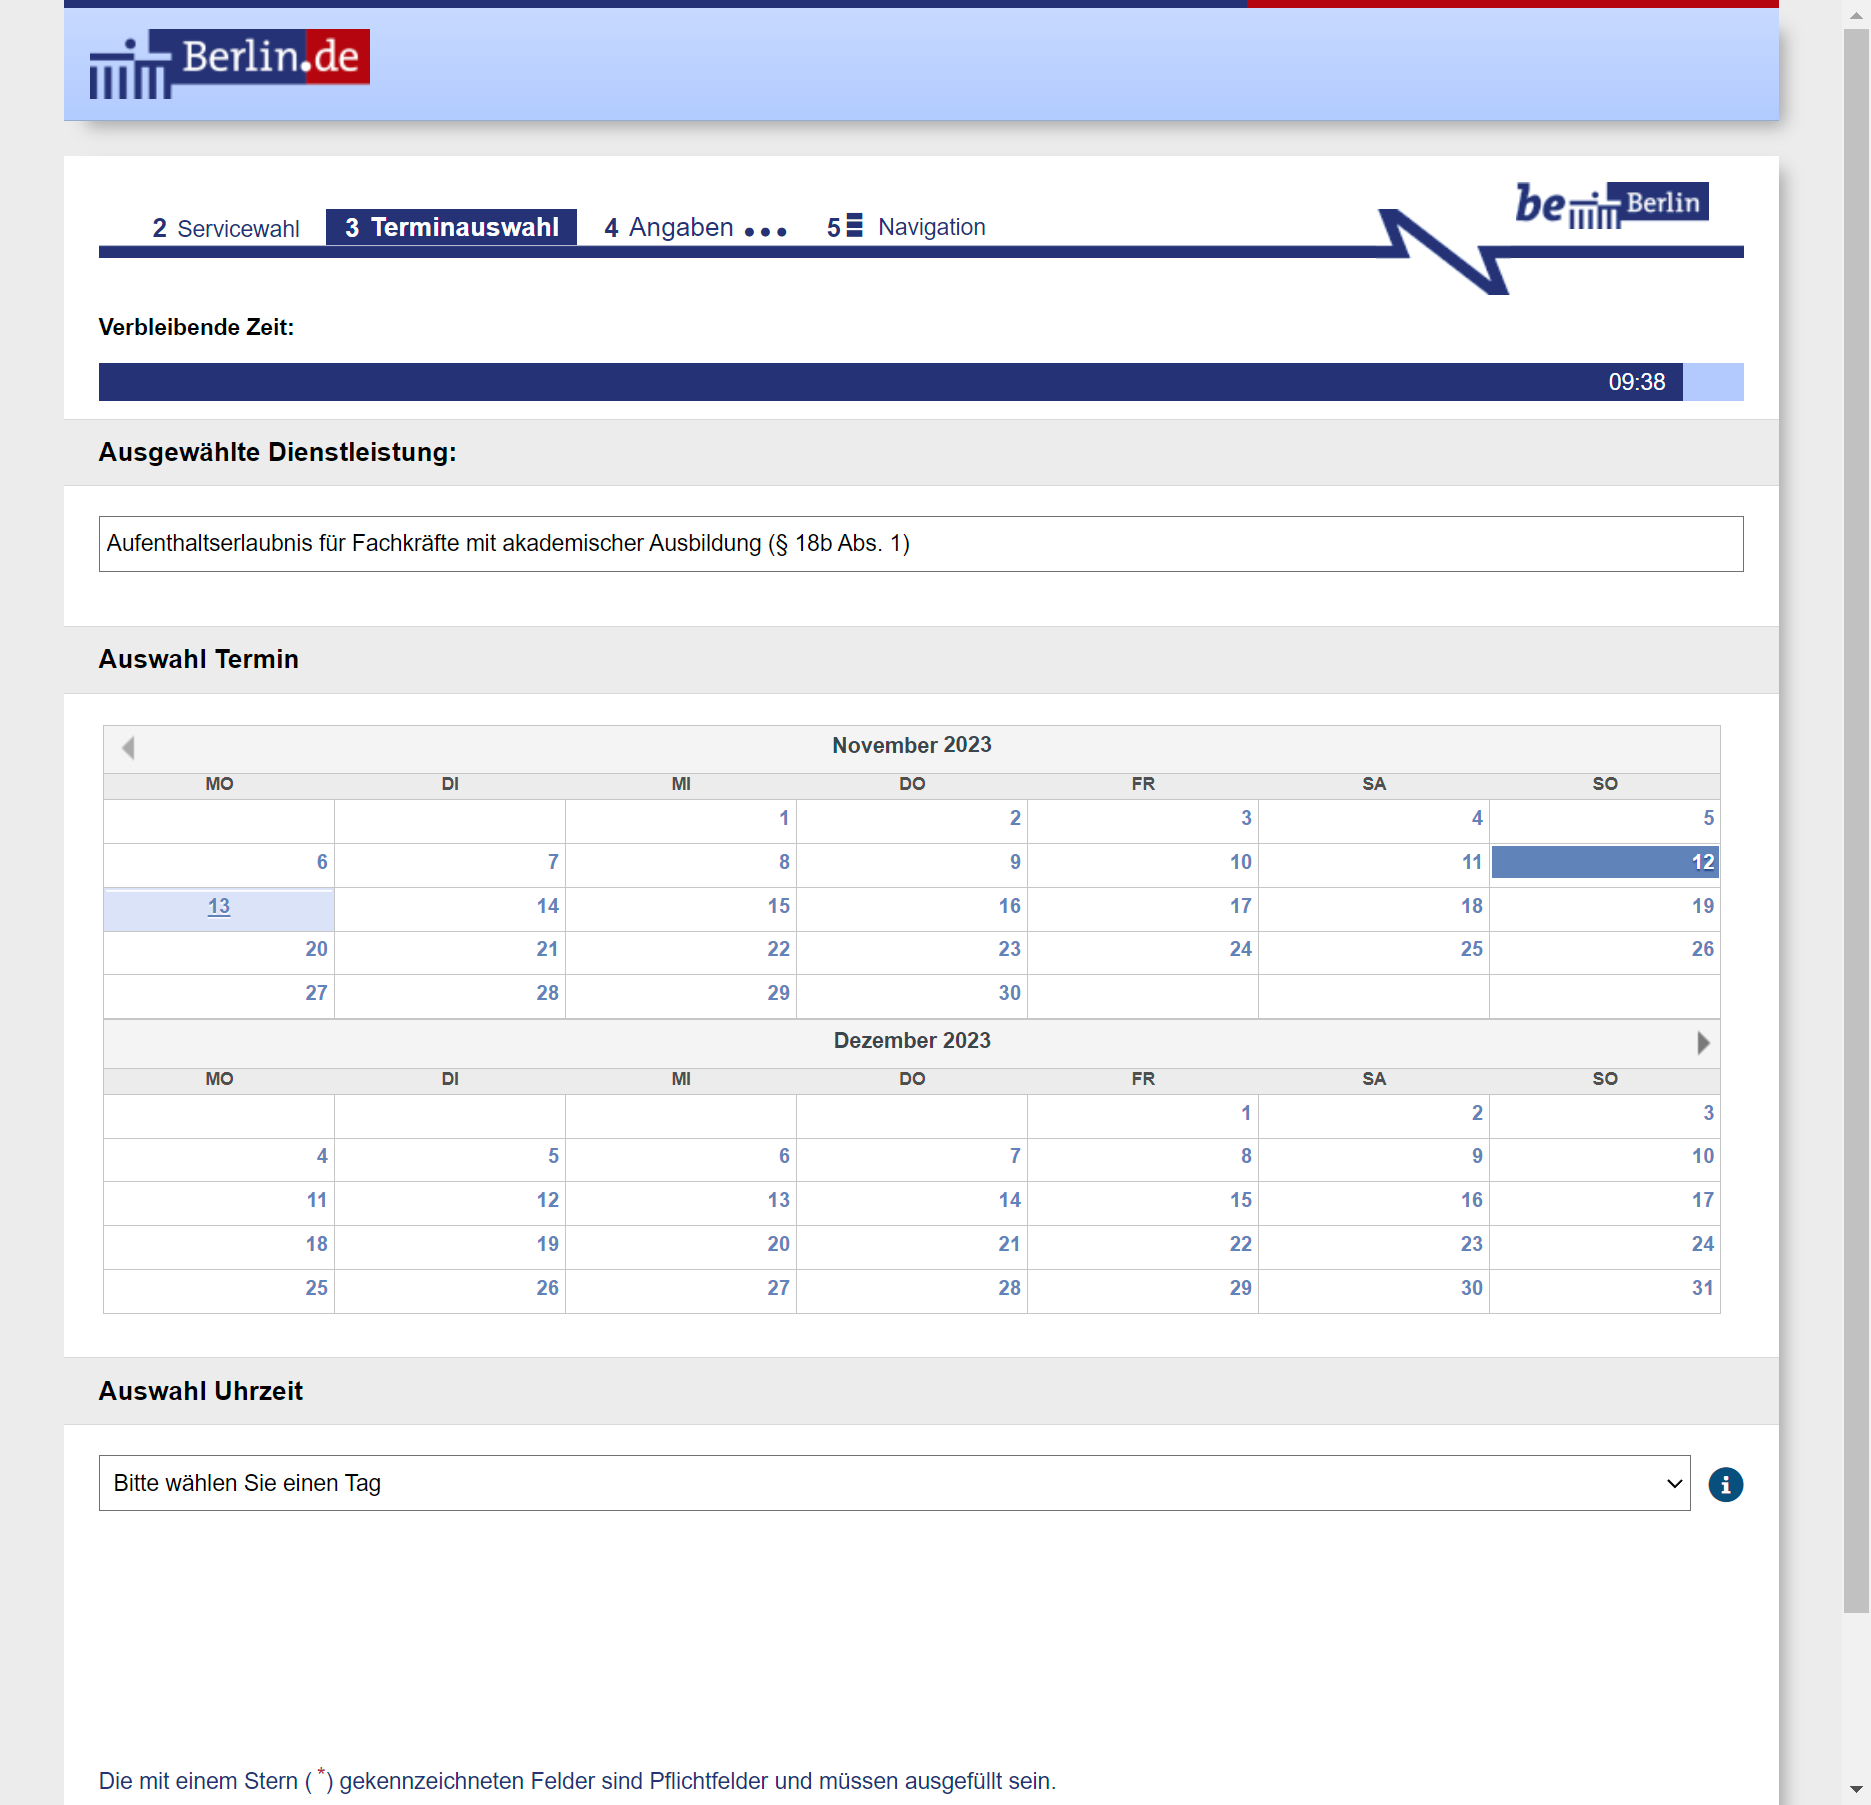 Berlin.de
be Berlin
2 Servicewahl 3 Terminauswahl 4 Angaben ... 5 Navigation
Verbleibende Zeit:
09:38
Ausgewählte Dienstleistung:
Aufenthaltserlaubnis für Fachkräfte mit akademischer Ausbildung (§ 18b Abs. 1)
Auswahl Termin
November 2023
MO DI MI DO FR SA SO
1 2 3 4 5
6 7 8 9 10 11 12
13 14 15 16 17 18 19
20 21 22 23 24 25 26
27 28 29 30
Dezember 2023
MO DI MI DO FR SA SO
1 2 3
4 5 6 7 8 9 10
11 12 13 14 15 16 17
18 19 20 21 22 23 24
25 26 27 28 29 30 31
Auswahl Uhrzeit
Bitte wählen Sie einen Tag
Die mit einem Stern ( *) gekennzeichneten Felder sind Pflichtfelder und müssen ausgefüllt sein.